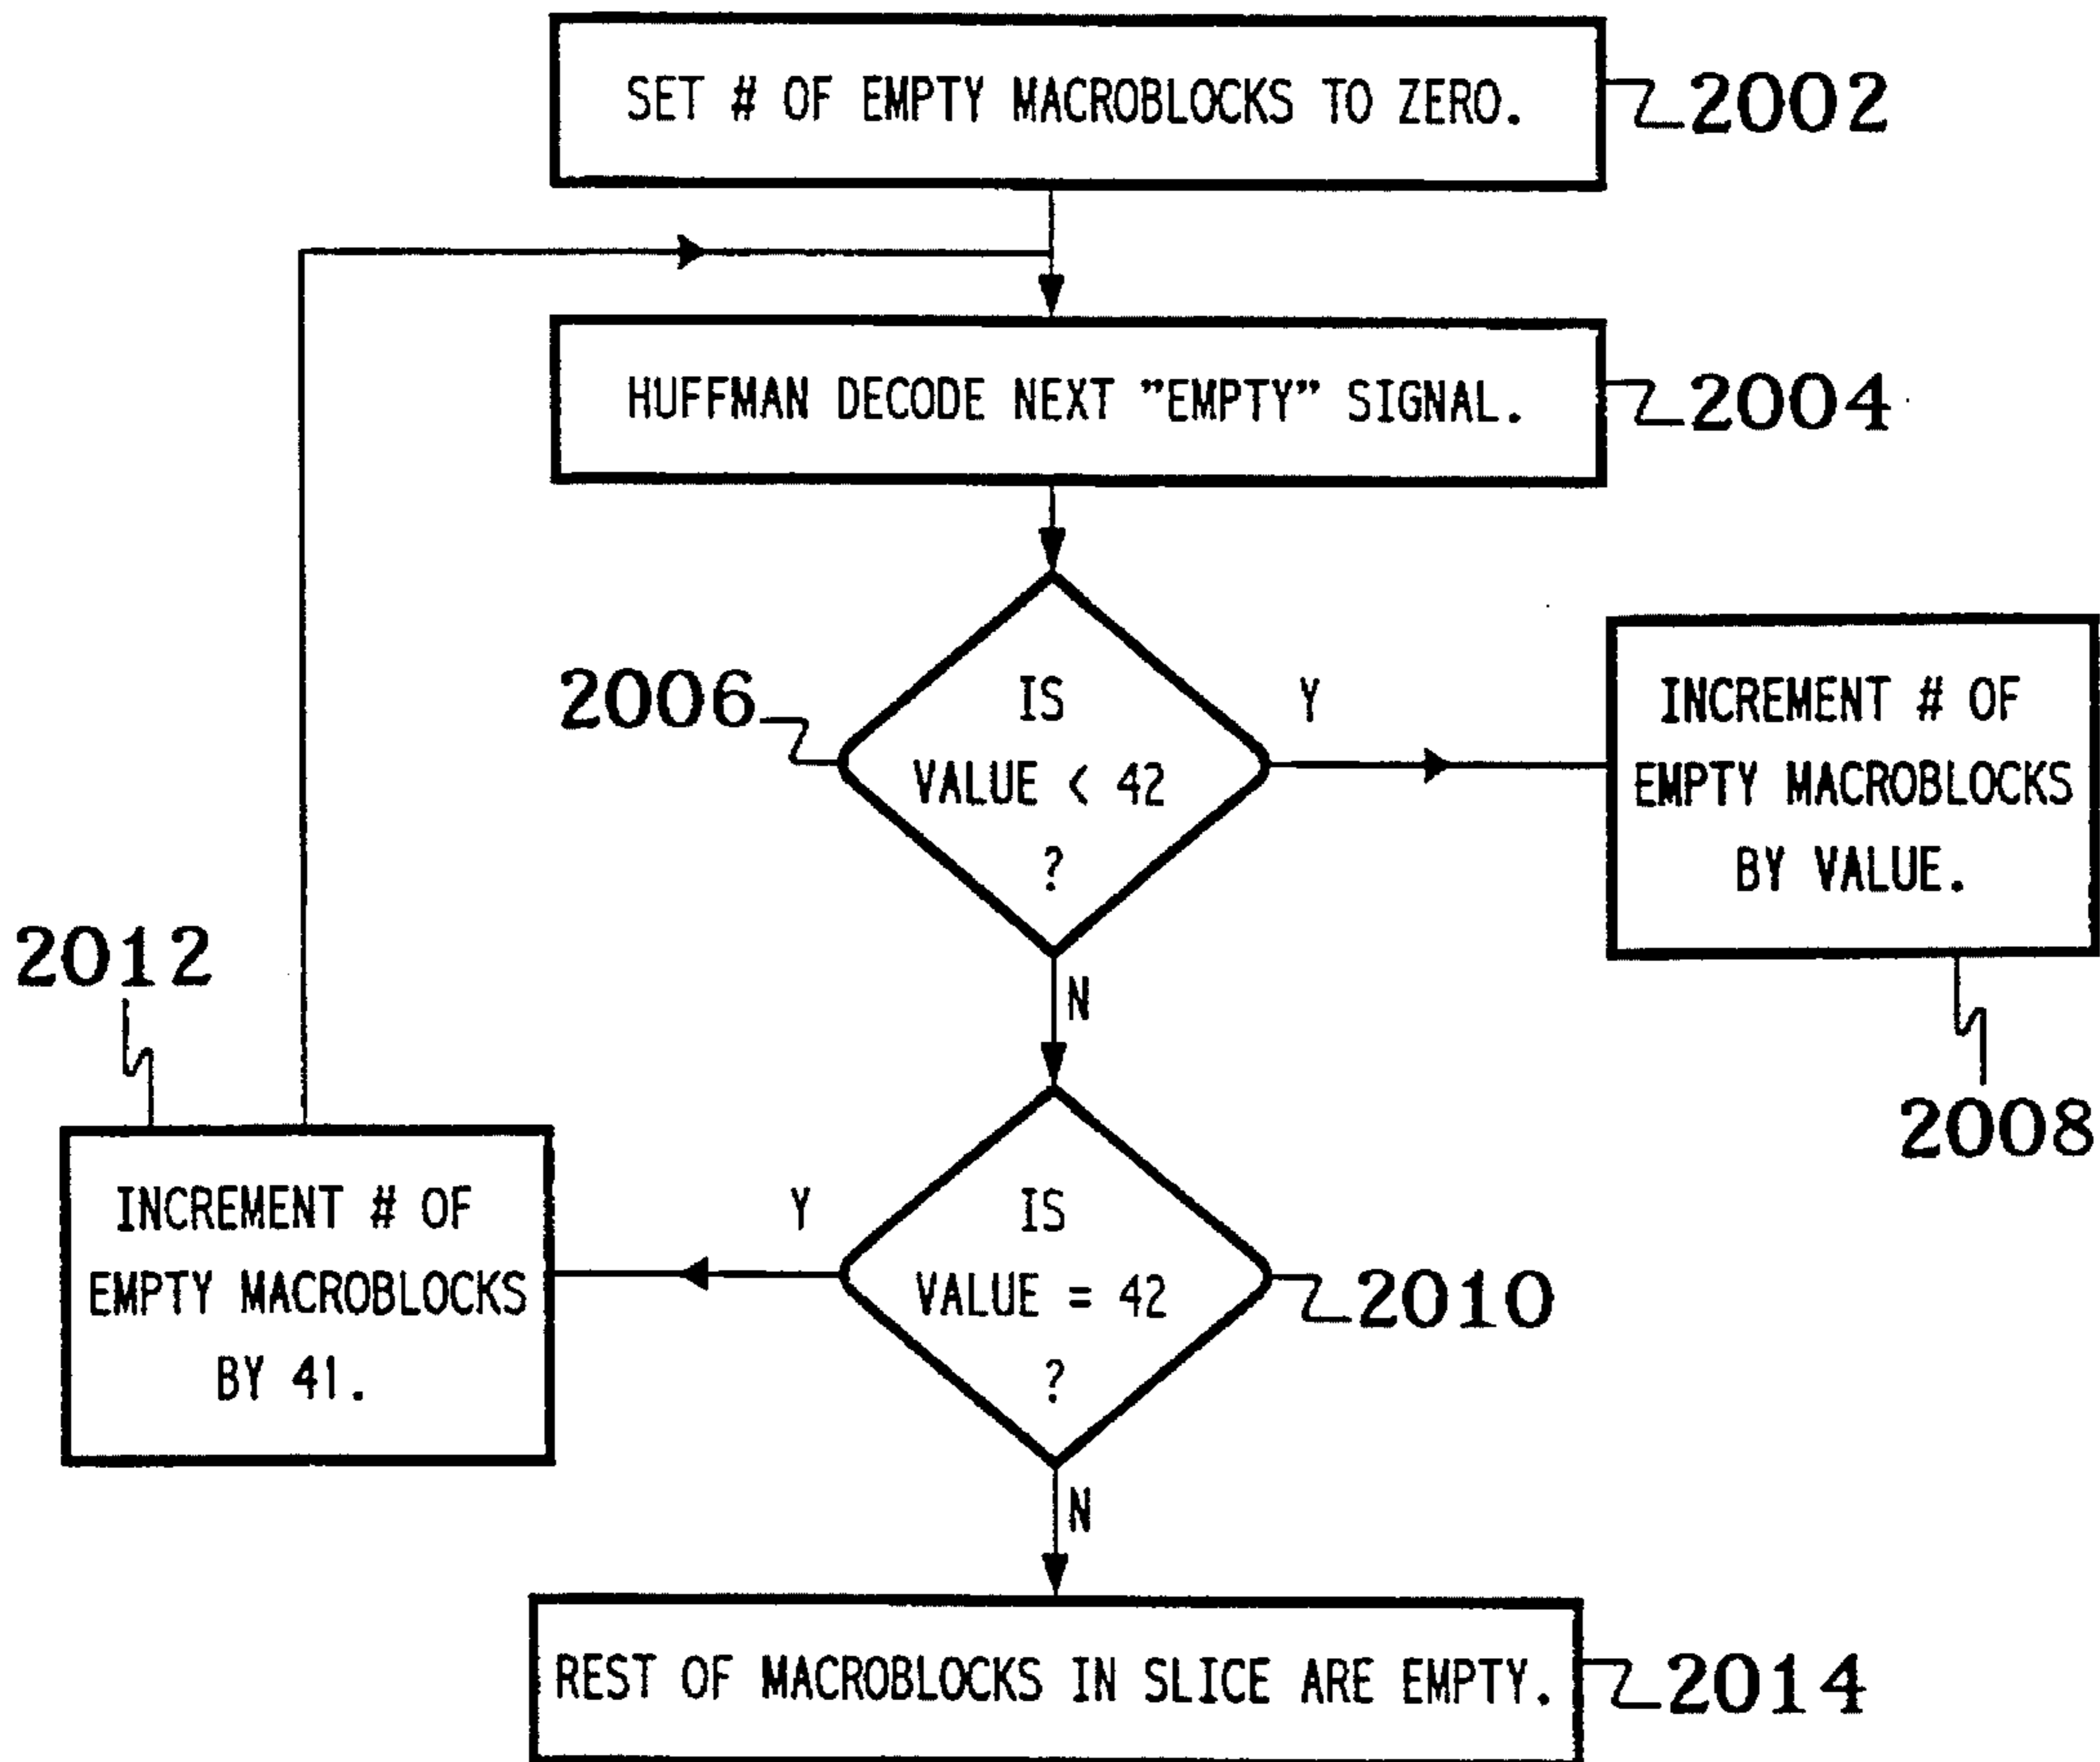 SET # OF EMPTY MACROBLOCKS TO ZERO.
2002
HUFFMAN DECODE NEXT "EMPTY" SIGNAL.
2004
2006
IS
VALUE < 42
?
Y
INCREMENT # OF
EMPTY MACROBLOCKS
BY VALUE.
2008
N
2012
INCREMENT # OF
EMPTY MACROBLOCKS
BY 41.
Y
IS
VALUE = 42
?
2010
N
REST OF MACROBLOCKS IN SLICE ARE EMPTY.
2014